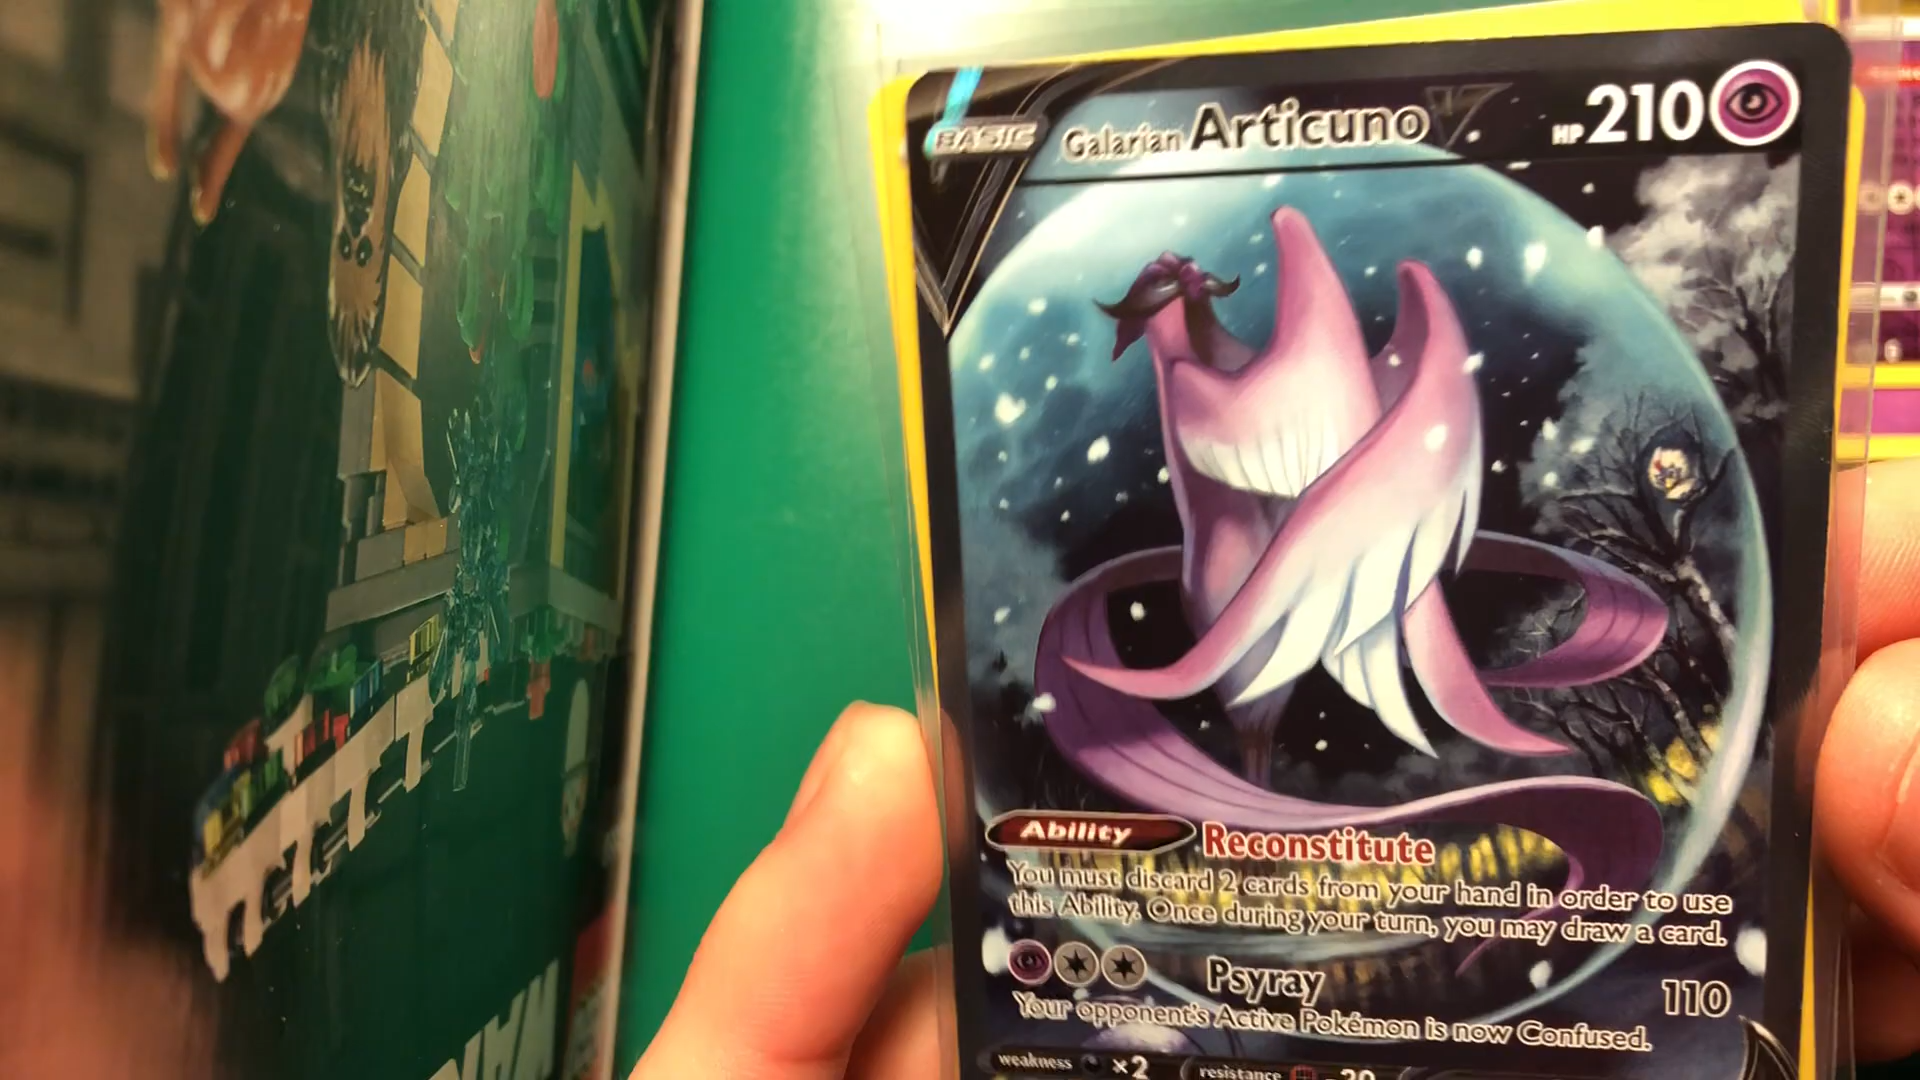 BASIC Galarian Articuno V HP 210
Ability Reconstitute
You must discard 2 cards from your hand in order to use
this Ability. Once during your turn, you may draw a card.
Psyray 110
Your opponent's Active Pokémon is now Confused.
weakness ×2 resistance -30